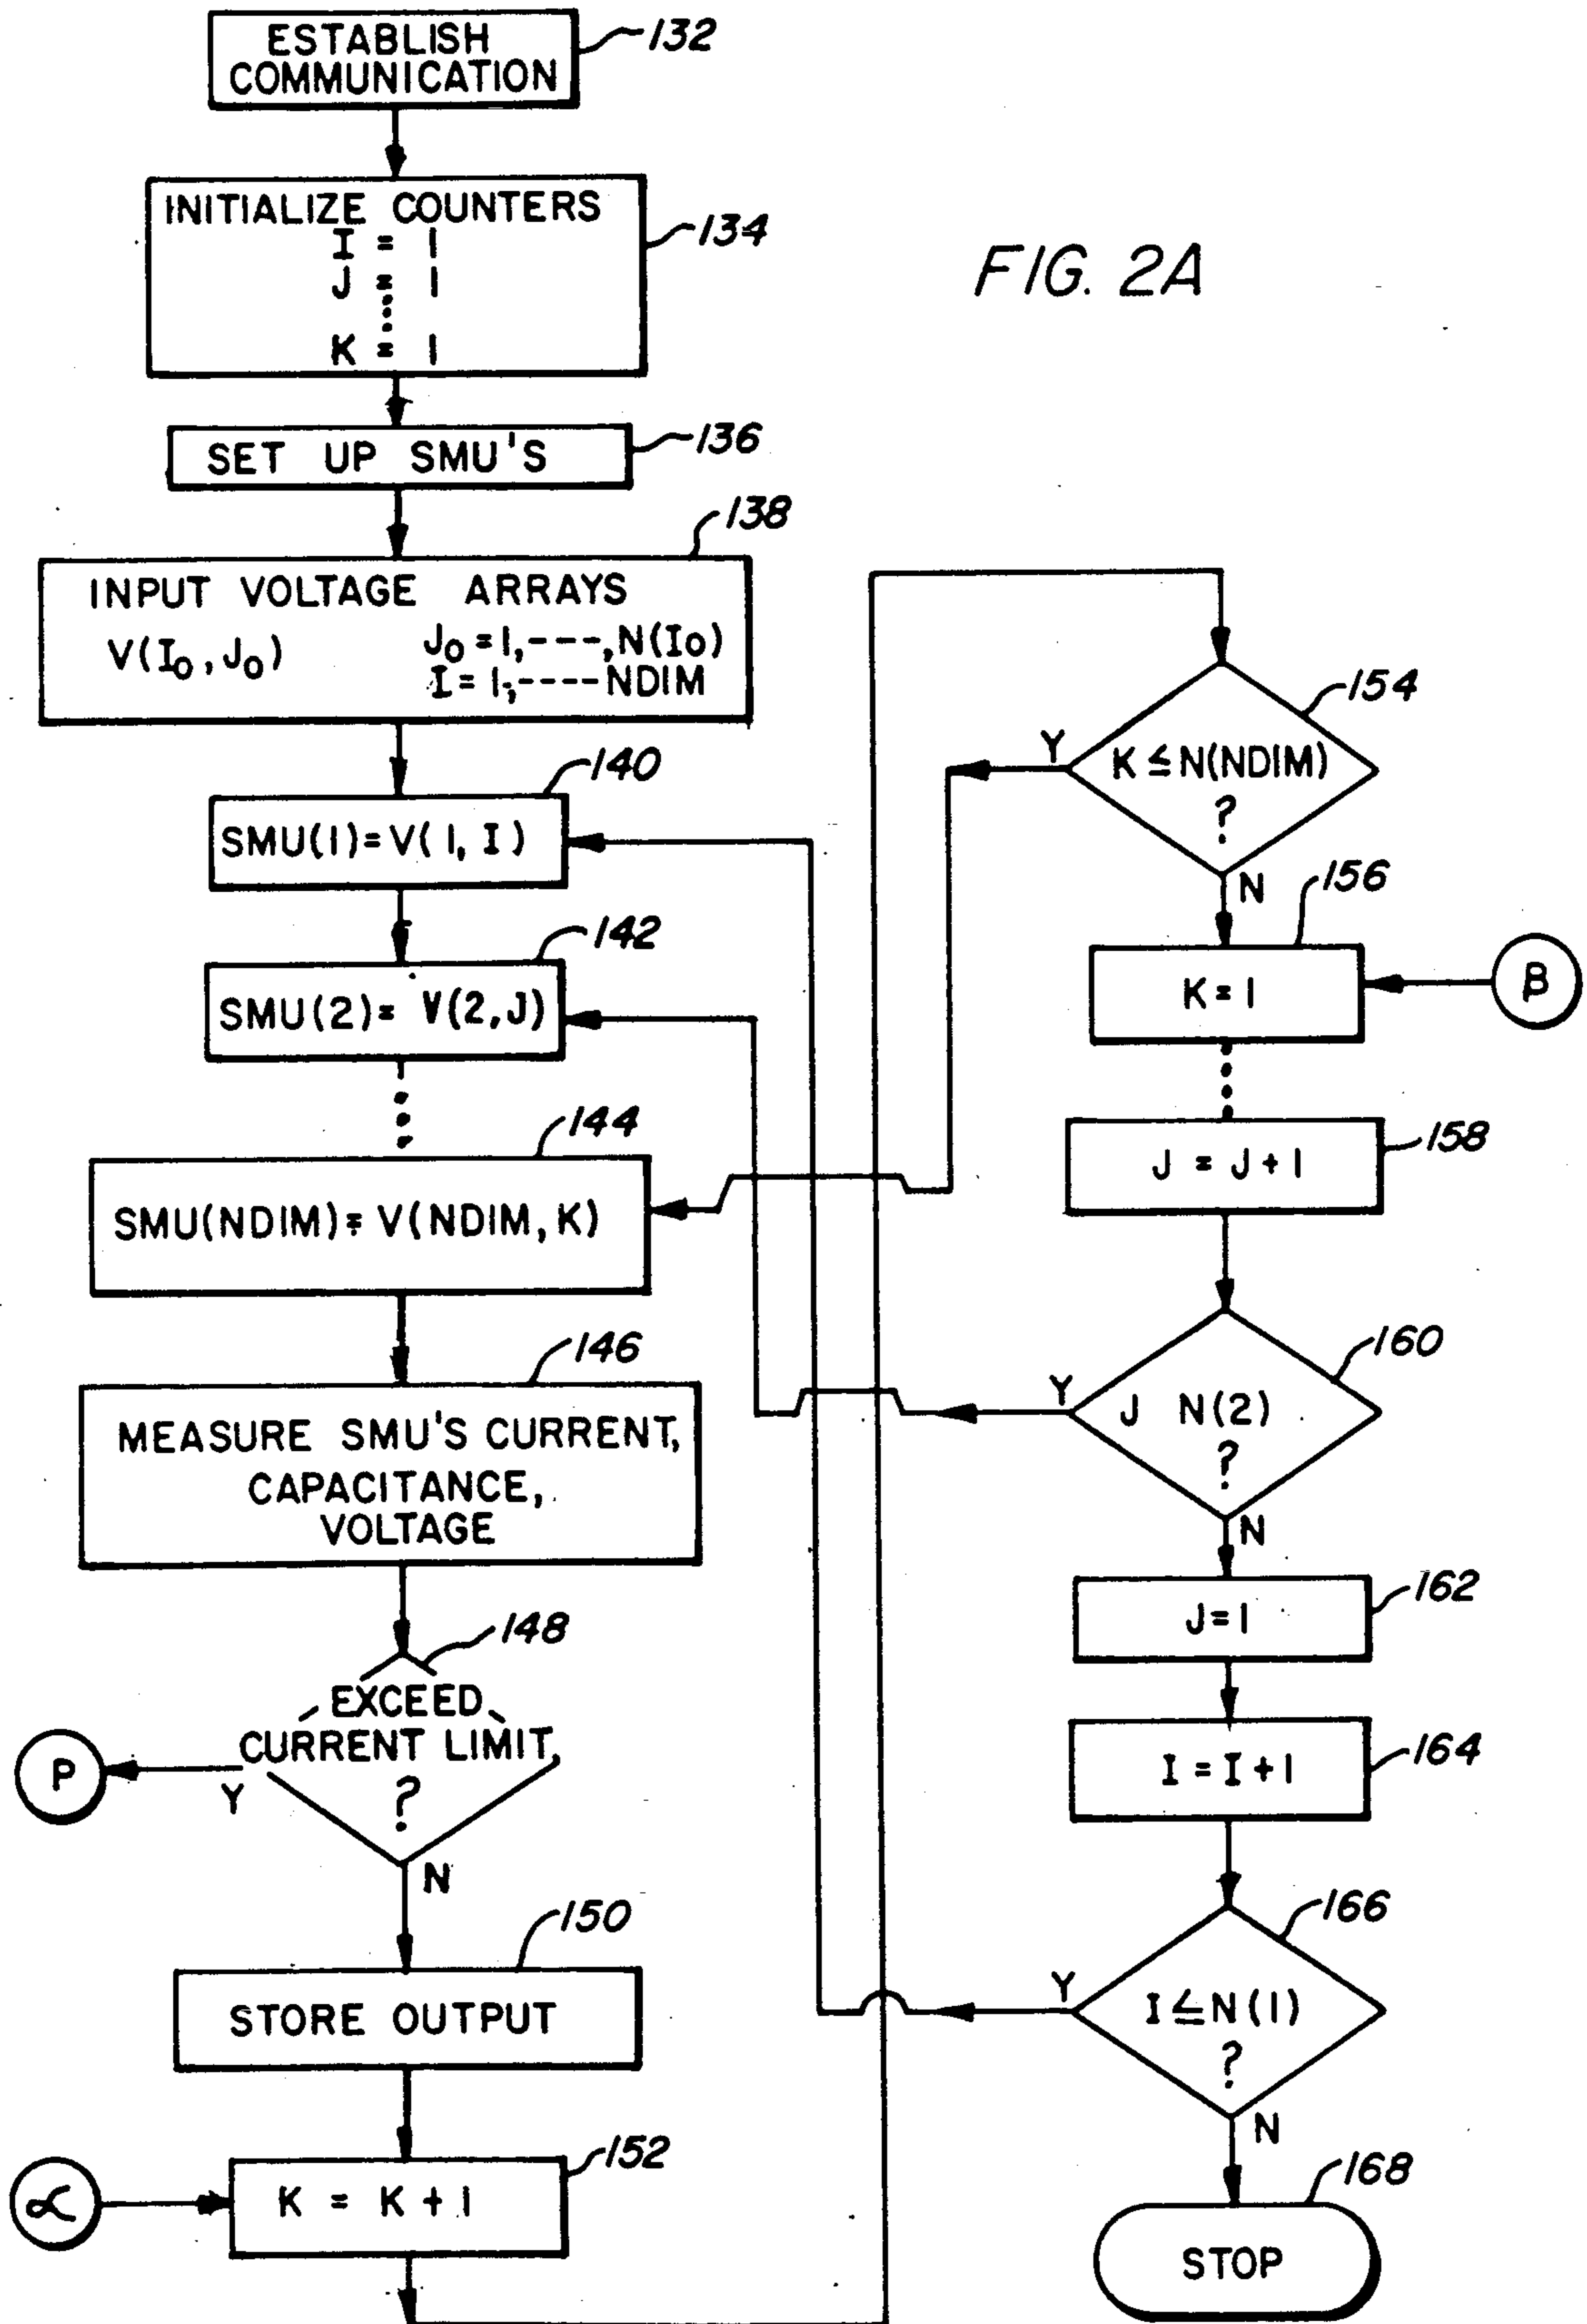 ESTABLISH
COMMUNICATION
132
INITIALIZE COUNTERS
I = 1
J = 1
K = 1
134
FIG. 2A
SET UP SMU'S
136
138
INPUT VOLTAGE ARRAYS
V(I₀, J₀)
J₀ = 1,---,N(I₀)
I = 1,----NDIM
140
SMU(1)=V(1, I)
142
SMU(2)= V(2,J)
144
SMU(NDIM)= V(NDIM, K)
146
MEASURE SMU'S CURRENT,
CAPACITANCE,
VOLTAGE
148
EXCEED
CURRENT LIMIT
?
Y
P
N
150
STORE OUTPUT
152
K = K + 1
∝
154
Y
K ≤ N(NDIM)
?
N
156
K = 1
β
158
J = J + 1
160
Y
J N(2)
?
N
162
J = 1
164
I = I + 1
166
Y
I ≤ N(1)
?
N
168
STOP